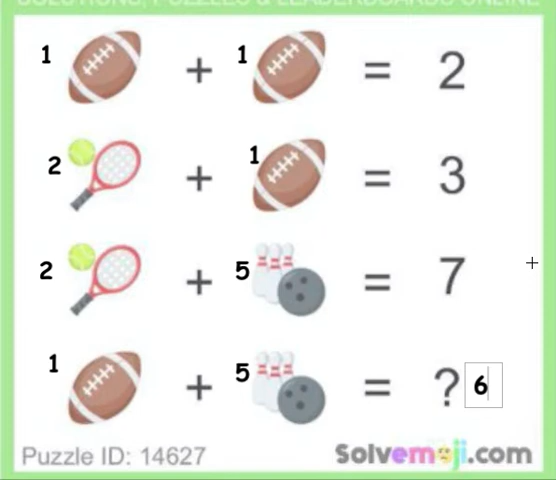 SOLUTIONS, PUZZLES & LEADERBOARDS ONLINE
1 + 1 = 2
2 + 1 = 3
2 + 5 = 7
1 + 5 = ? 6
Puzzle ID: 14627 Solvemoji.com